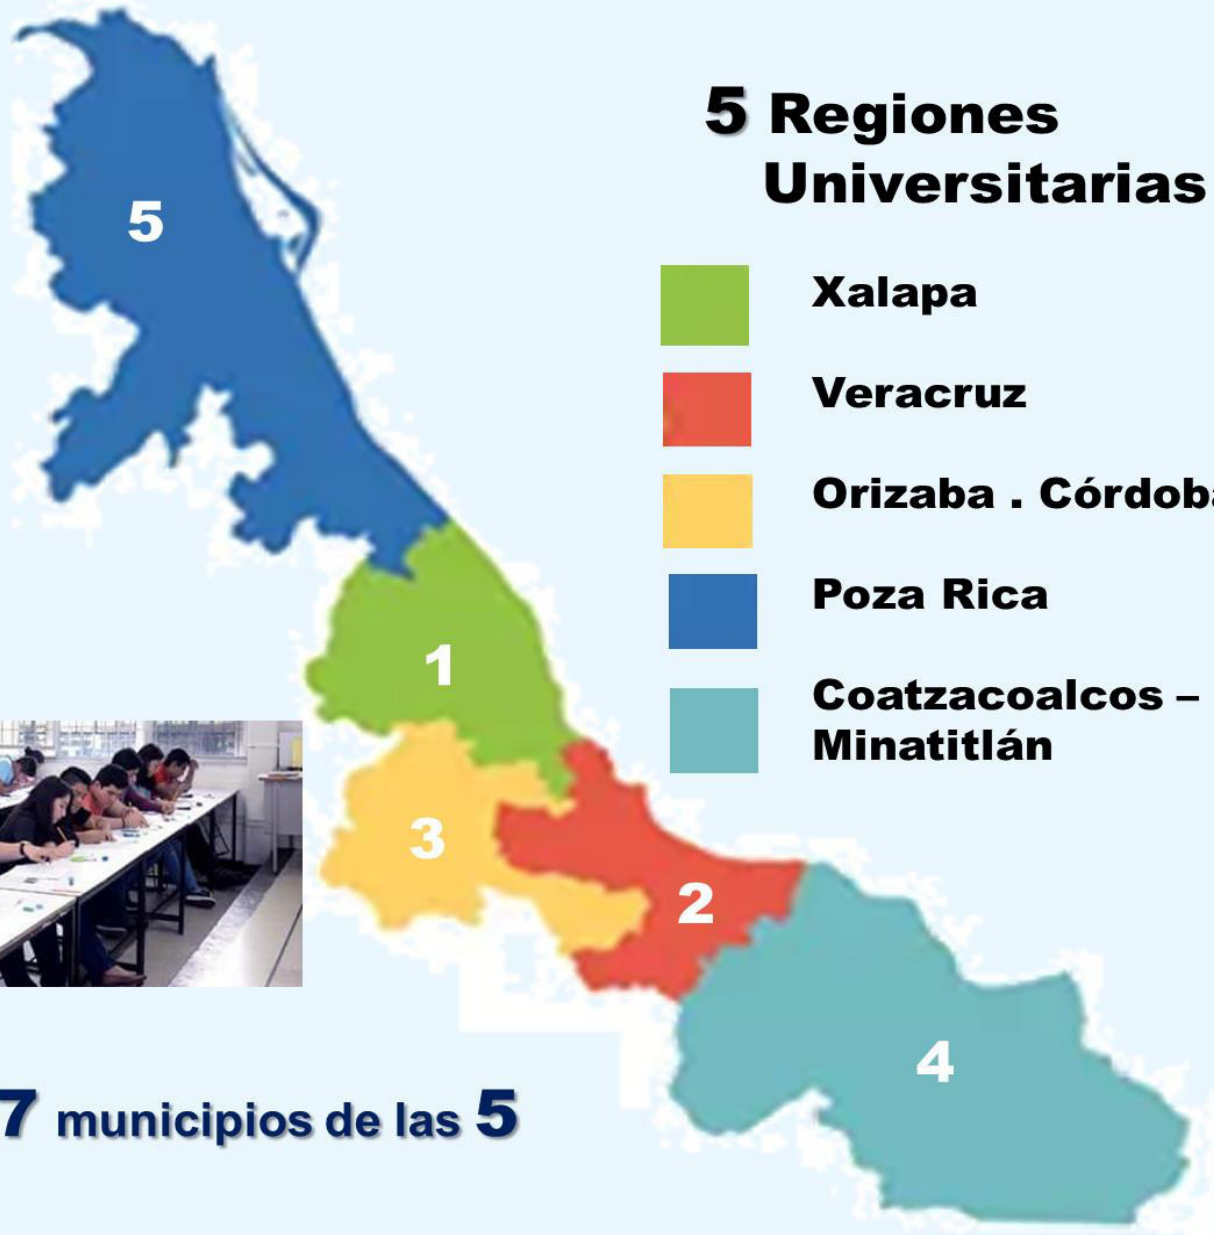 5 Regiones
Universitarias
5
Xalapa
Veracruz
Orizaba . Córdoba
Poza Rica
1
Coatzacoalcos –
Minatitlán
3
2
4
7 municipios de las 5